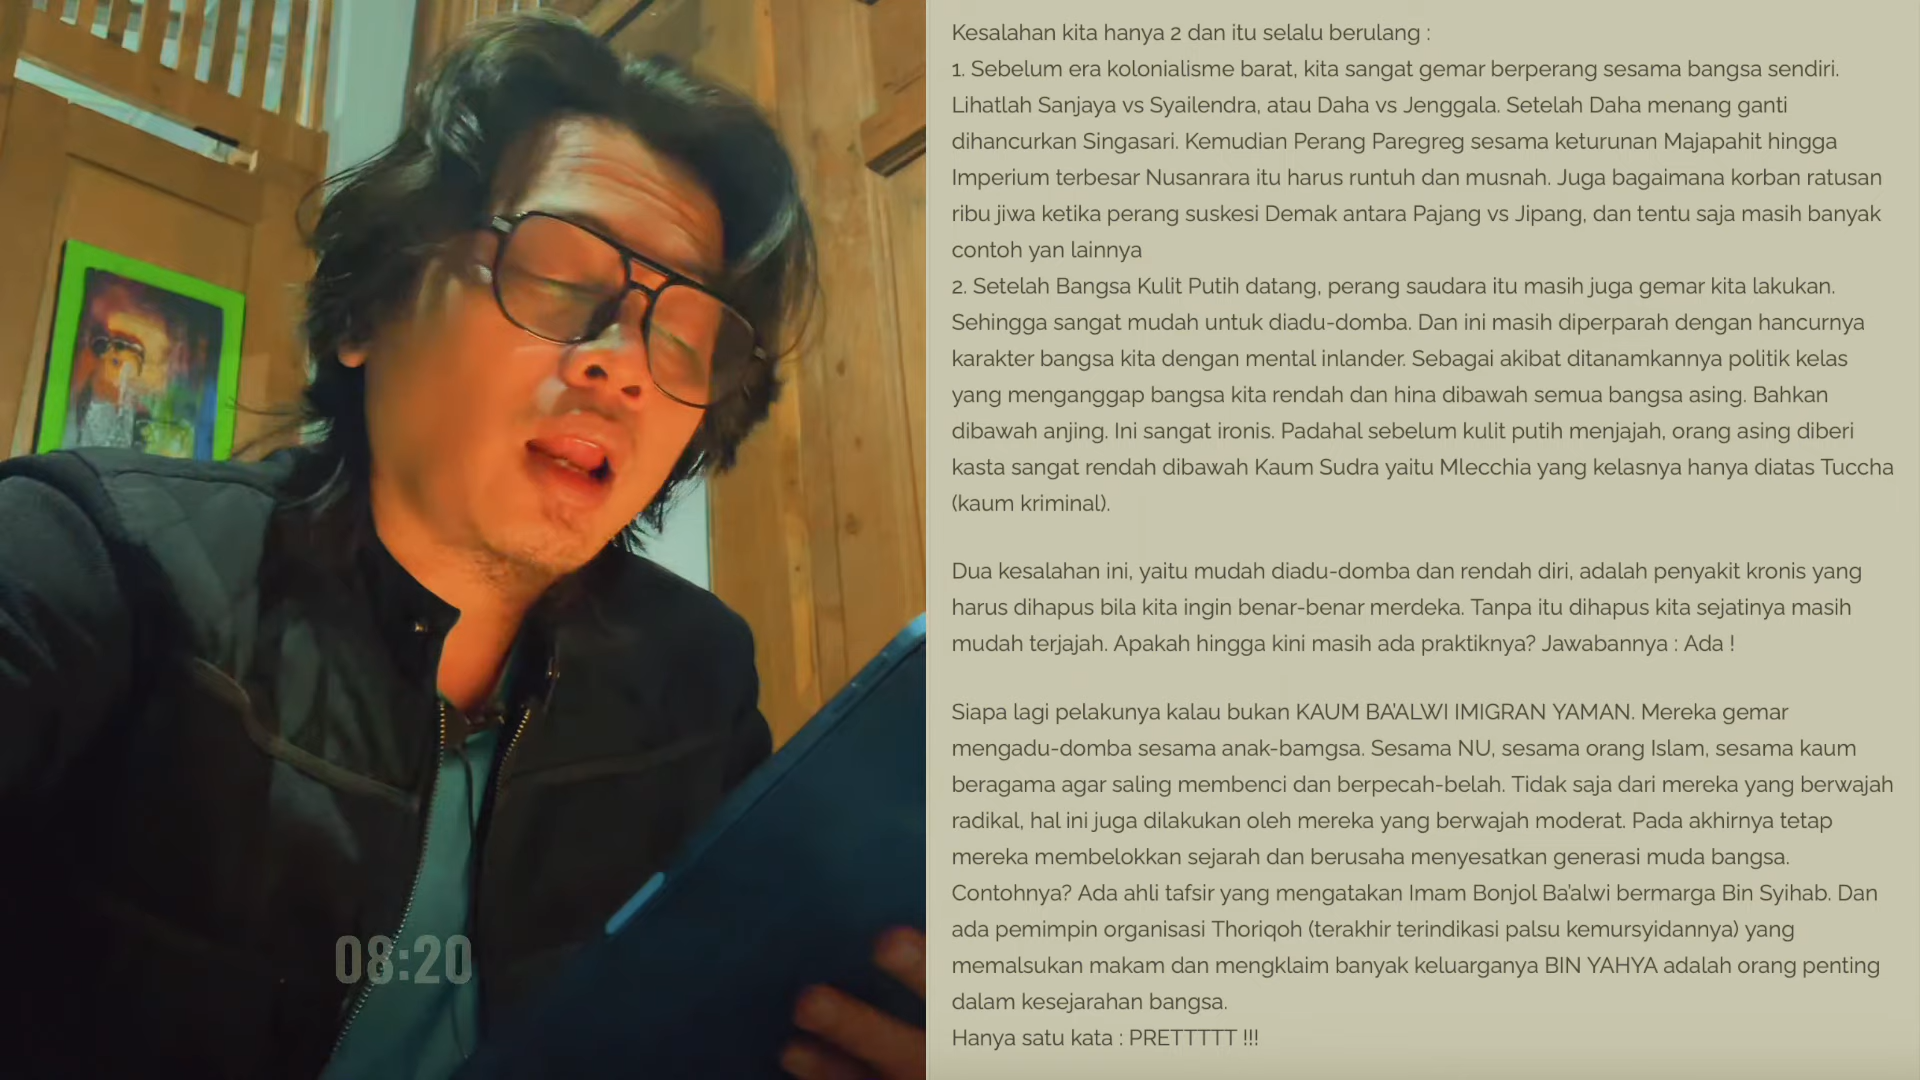 Kesalahan kita hanya 2 dan itu selalu berulang :
1. Sebelum era kolonialisme barat, kita sangat gemar berperang sesama bangsa sendiri.
Lihatlah Sanjaya vs Syailendra, atau Daha vs Jenggala. Setelah Daha menang ganti
dihancurkan Singasari. Kemudian Perang Paregreg sesama keturunan Majapahit hingga
Imperium terbesar Nusanrara itu harus runtuh dan musnah. Juga bagaimana korban ratusan
ribu jiwa ketika perang suskesi Demak antara Pajang vs Jipang, dan tentu saja masih banyak
contoh yan lainnya
2. Setelah Bangsa Kulit Putih datang, perang saudara itu masih juga gemar kita lakukan.
Sehingga sangat mudah untuk diadu-domba. Dan ini masih diperparah dengan hancurnya
karakter bangsa kita dengan mental inlander. Sebagai akibat ditanamkannya politik kelas
yang menganggap bangsa kita rendah dan hina dibawah semua bangsa asing. Bahkan
dibawah anjing. Ini sangat ironis. Padahal sebelum kulit putih menjajah, orang asing diberi
kasta sangat rendah dibawah Kaum Sudra yaitu Mlecchia yang kelasnya hanya diatas Tuccha
(kaum kriminal).
Dua kesalahan ini, yaitu mudah diadu-domba dan rendah diri, adalah penyakit kronis yang
harus dihapus bila kita ingin benar-benar merdeka. Tanpa itu dihapus kita sejatinya masih
mudah terjajah. Apakah hingga kini masih ada praktiknya? Jawabannya : Ada !
Siapa lagi pelakunya kalau bukan KAUM BA'ALWI IMIGRAN YAMAN. Mereka gemar
mengadu-domba sesama anak-bamgsa. Sesama NU, sesama orang Islam, sesama kaum
beragama agar saling membenci dan berpecah-belah. Tidak saja dari mereka yang berwajah
radikal, hal ini juga dilakukan oleh mereka yang berwajah moderat. Pada akhirnya tetap
mereka membelokkan sejarah dan berusaha menyesatkan generasi muda bangsa.
Contohnya? Ada ahli tafsir yang mengatakan Imam Bonjol Ba'alwi bermarga Bin Syihab. Dan
ada pemimpin organisasi Thoriqoh (terakhir terindikasi palsu kemursyidannya) yang
memalsukan makam dan mengklaim banyak keluarganya BIN YAHYA adalah orang penting
dalam kesejarahan bangsa.
Hanya satu kata : PRETTTTT !!!
08:20